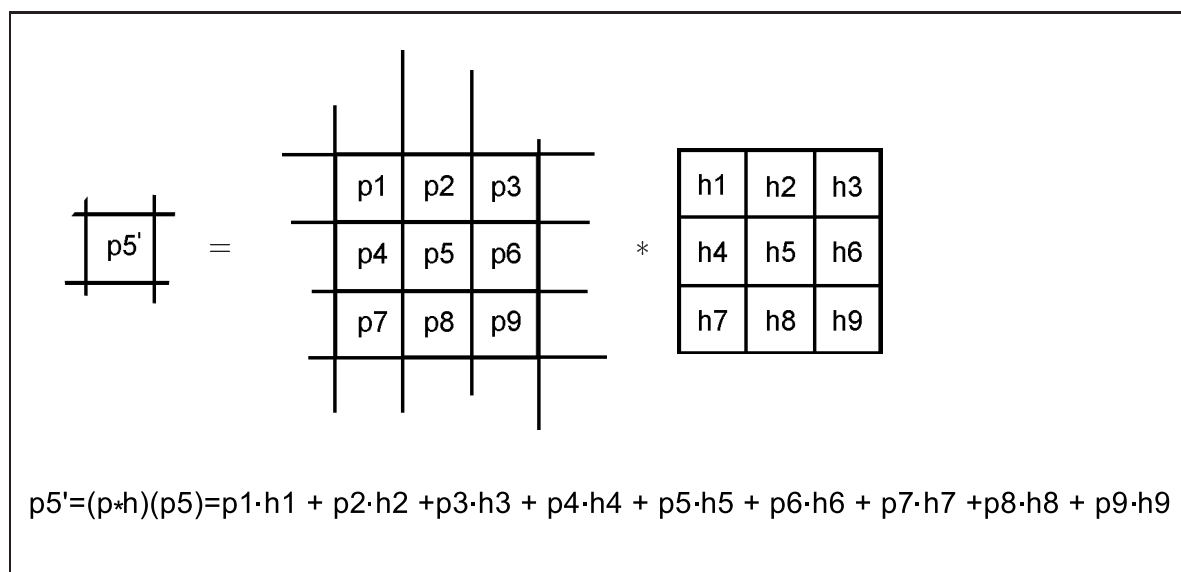 p1 p2 p3 h1 h2 h3
p5' = p4 p5 p6 * h4 h5 h6
p7 p8 p9 h7 h8 h9
p5'=(p*h)(p5)=p1·h1 + p2·h2 +p3·h3 + p4·h4 + p5·h5 + p6·h6 + p7·h7 +p8·h8 + p9·h9